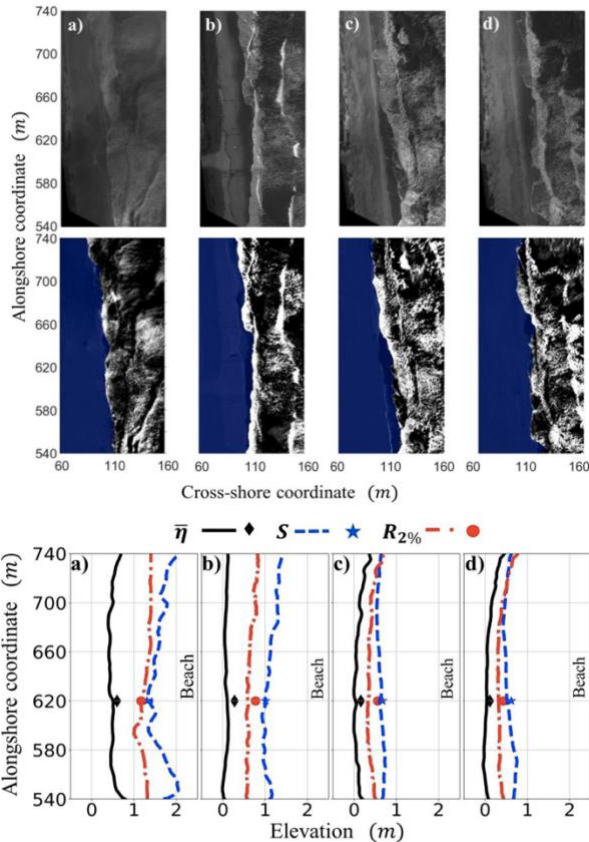 a)
b)
c)
d)
Alongshore coordinate (m)
740
700
660
620
580
540
740
700
660
620
580
540
60 110 160 60 110 160 60 110 160 60 110 160
Cross-shore coordinate (m)
η̅ S R2%
Alongshore coordinate (m)
740
700
660
620
580
540
a) b) c) d)
Beach Beach Beach Beach
0 1 2 0 1 2 0 1 2 0 1 2
Elevation (m)